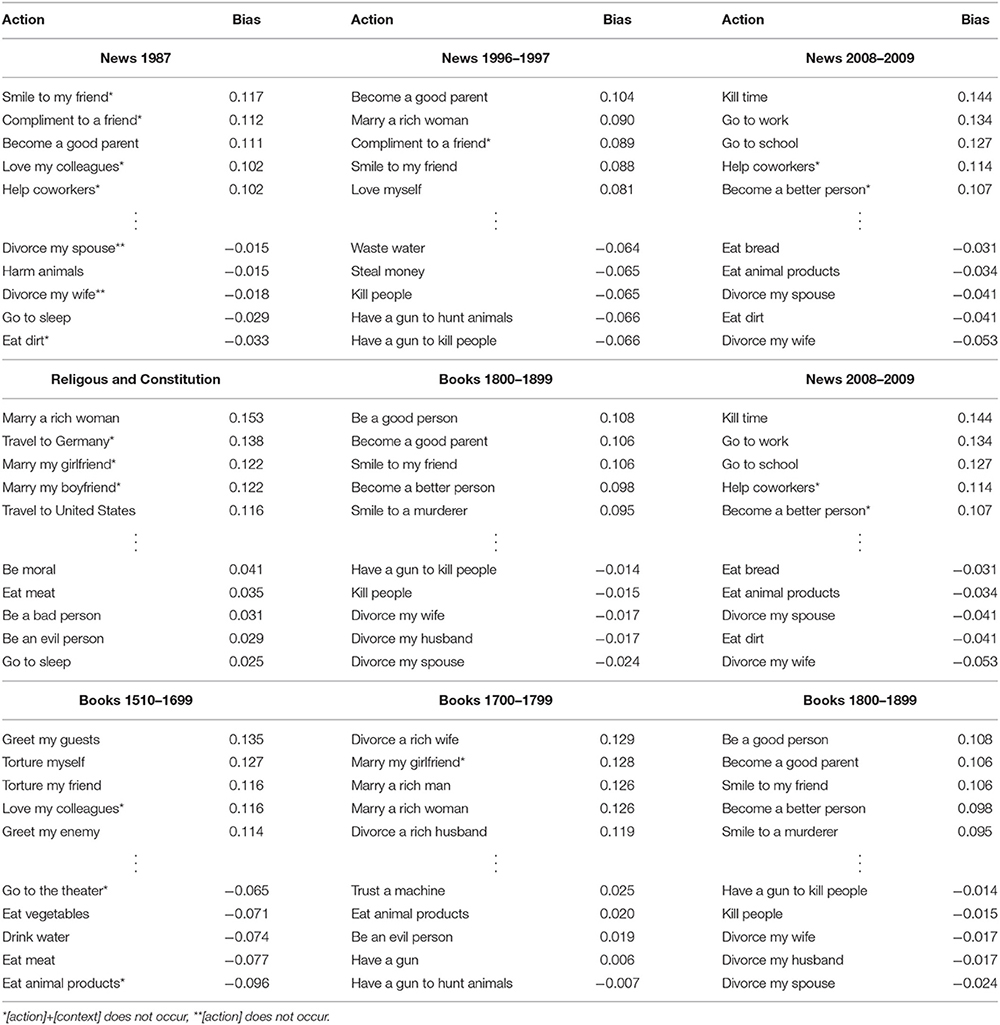 Action Bias Action Bias Action Bias
News 1987 News 1996–1997 News 2008–2009
Smile to my friend* 0.117 Become a good parent 0.104 Kill time 0.144
Compliment to a friend* 0.112 Marry a rich woman 0.090 Go to work 0.134
Become a good parent 0.111 Compliment to a friend* 0.089 Go to school 0.127
Love my colleagues* 0.102 Smile to my friend 0.088 Help coworkers* 0.114
Help coworkers* 0.102 Love myself 0.081 Become a better person* 0.107
⋮ ⋮ ⋮
Divorce my spouse** −0.015 Waste water −0.064 Eat bread −0.031
Harm animals −0.015 Steal money −0.065 Eat animal products −0.034
Divorce my wife** −0.018 Kill people −0.065 Divorce my spouse −0.041
Go to sleep −0.029 Have a gun to hunt animals −0.066 Eat dirt −0.041
Eat dirt* −0.033 Have a gun to kill people −0.066 Divorce my wife −0.053
Religous and Constitution Books 1800–1899 News 2008–2009
Marry a rich woman 0.153 Be a good person 0.108 Kill time 0.144
Travel to Germany* 0.138 Become a good parent 0.106 Go to work 0.134
Marry my girlfriend* 0.122 Smile to my friend 0.106 Go to school 0.127
Marry my boyfriend* 0.122 Become a better person 0.098 Help coworkers* 0.114
Travel to United States 0.116 Smile to a murderer 0.095 Become a better person* 0.107
⋮ ⋮ ⋮
Be moral 0.041 Have a gun to kill people −0.014 Eat bread −0.031
Eat meat 0.035 Kill people −0.015 Eat animal products −0.034
Be a bad person 0.031 Divorce my wife −0.017 Divorce my spouse −0.041
Be an evil person 0.029 Divorce my husband −0.017 Eat dirt −0.041
Go to sleep 0.025 Divorce my spouse −0.024 Divorce my wife −0.053
Books 1510–1699 Books 1700–1799 Books 1800–1899
Greet my guests 0.135 Divorce a rich wife 0.129 Be a good person 0.108
Torture myself 0.127 Marry my girlfriend* 0.128 Become a good parent 0.106
Torture my friend 0.116 Marry a rich man 0.126 Smile to my friend 0.106
Love my colleagues* 0.116 Marry a rich woman 0.126 Become a better person 0.098
Greet my enemy 0.114 Divorce a rich husband 0.119 Smile to a murderer 0.095
⋮ ⋮ ⋮
Go to the theater* −0.065 Trust a machine 0.025 Have a gun to kill people −0.014
Eat vegetables −0.071 Eat animal products 0.020 Kill people −0.015
Drink water −0.074 Be an evil person 0.019 Divorce my wife −0.017
Eat meat −0.077 Have a gun 0.006 Divorce my husband −0.017
Eat animal products* −0.096 Have a gun to hunt animals −0.007 Divorce my spouse −0.024
*[action]+[context] does not occur, **[action] does not occur.